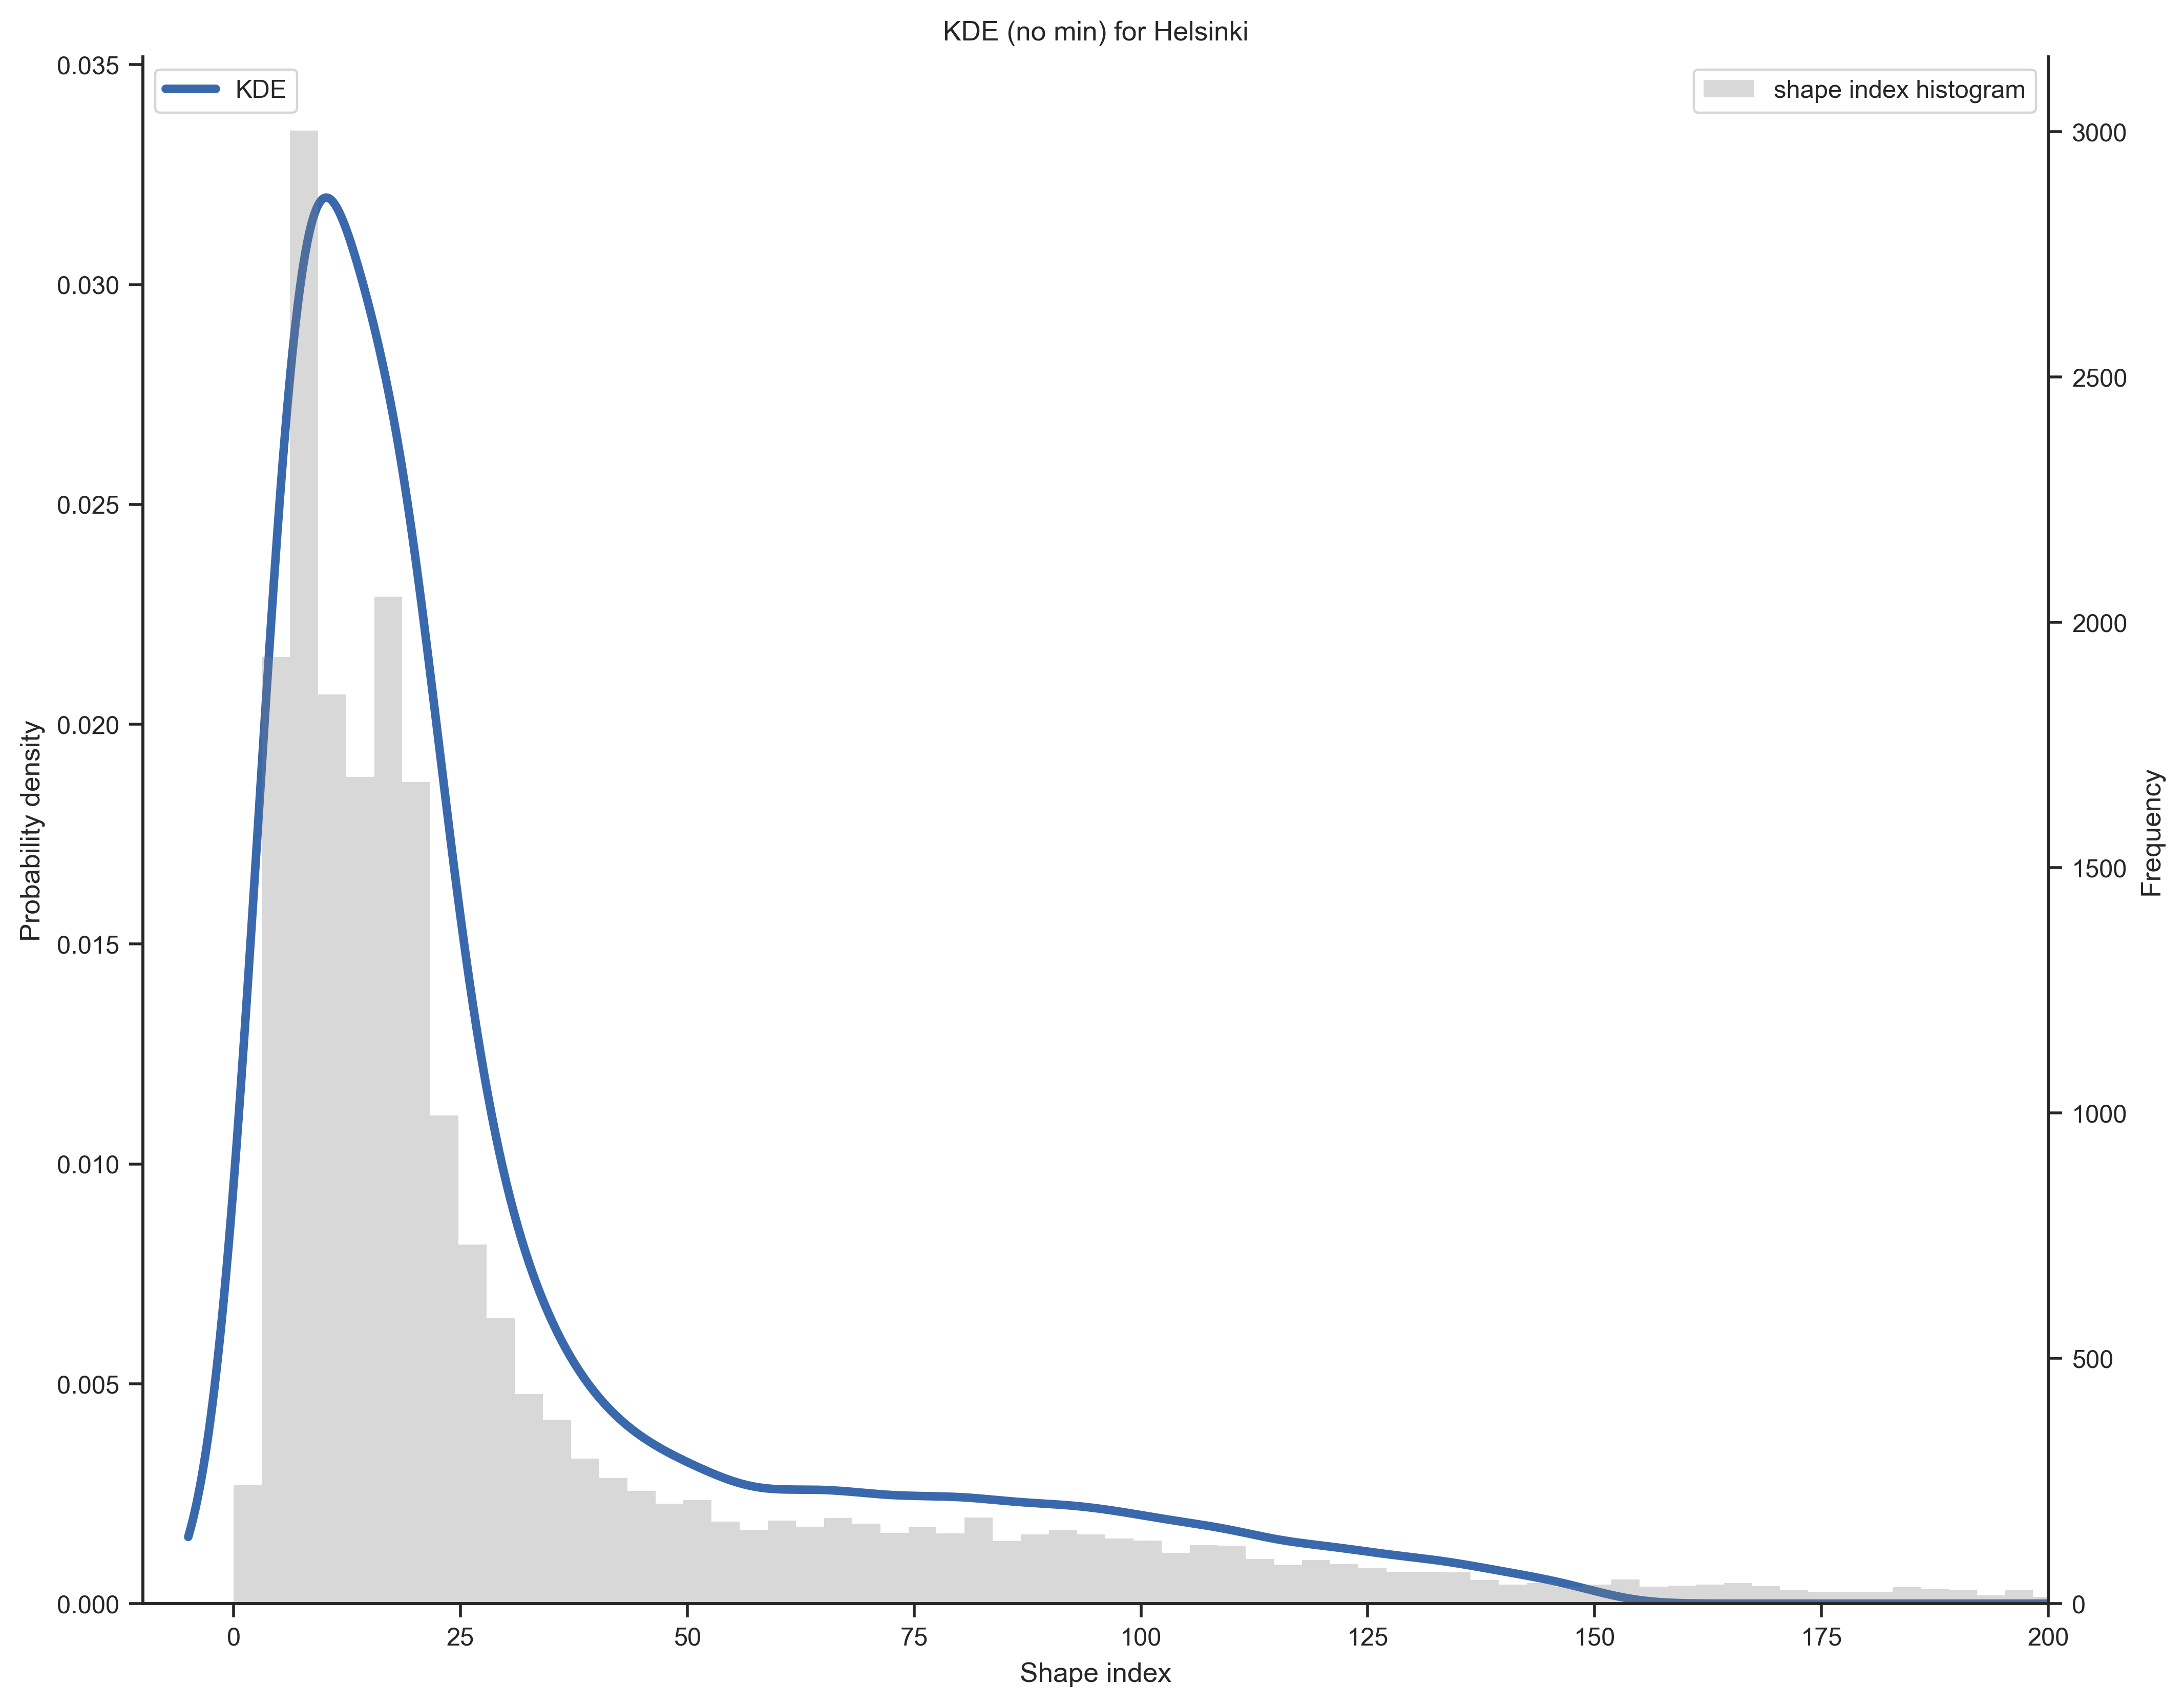 KDE (no min) for Helsinki
KDE
shape index histogram
Probability density
0.035
0.030
0.025
0.020
0.015
0.010
0.005
0.000
3000
2500
2000
1500
1000
500
0
Frequency
0 25 50 75 100 125 150 175 200
Shape index